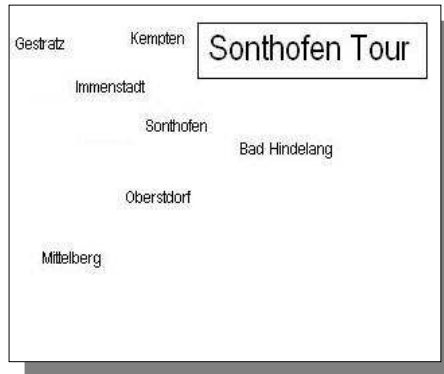 Sonthofen Tour
Kempten
Gestratz
Immenstadt
Sonthofen
Bad Hindelang
Oberstdorf
Mittelberg